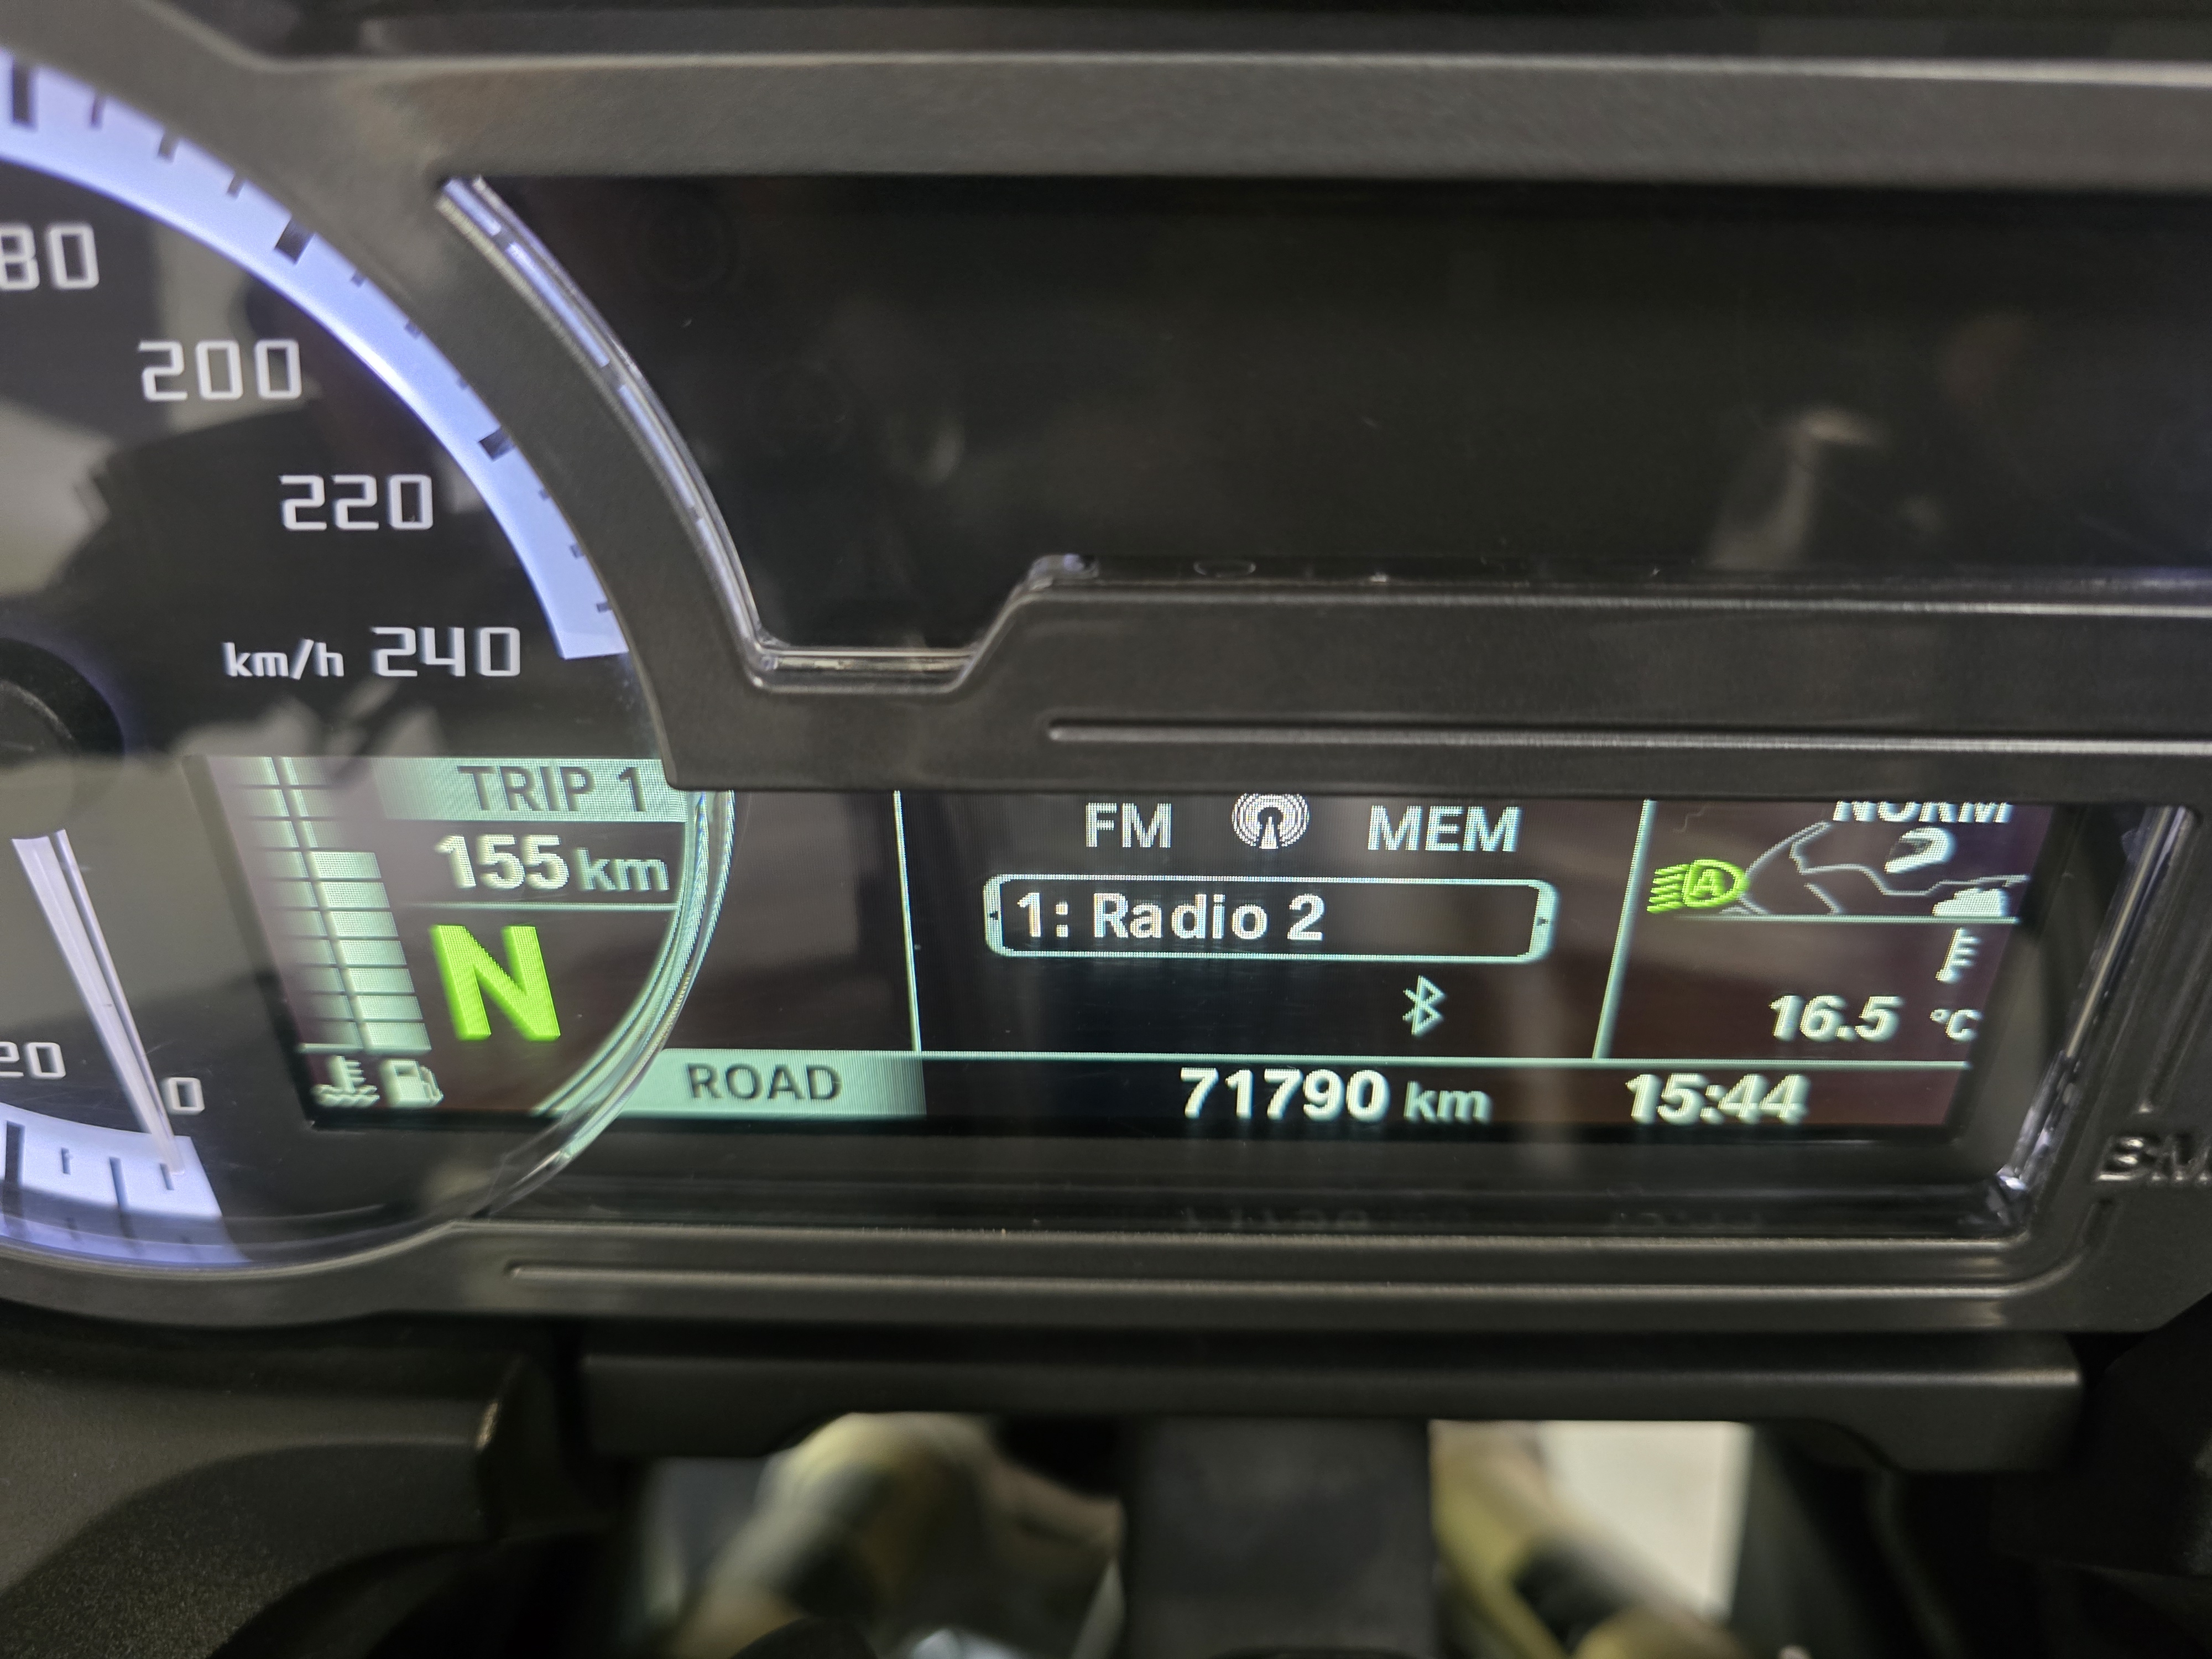 80
200
220
km/h 240
TRIP 1
155 km
N
20
0
FM MEM
1: Radio 2
NORM
A
16.5 °C
ROAD
71790 km
15:44